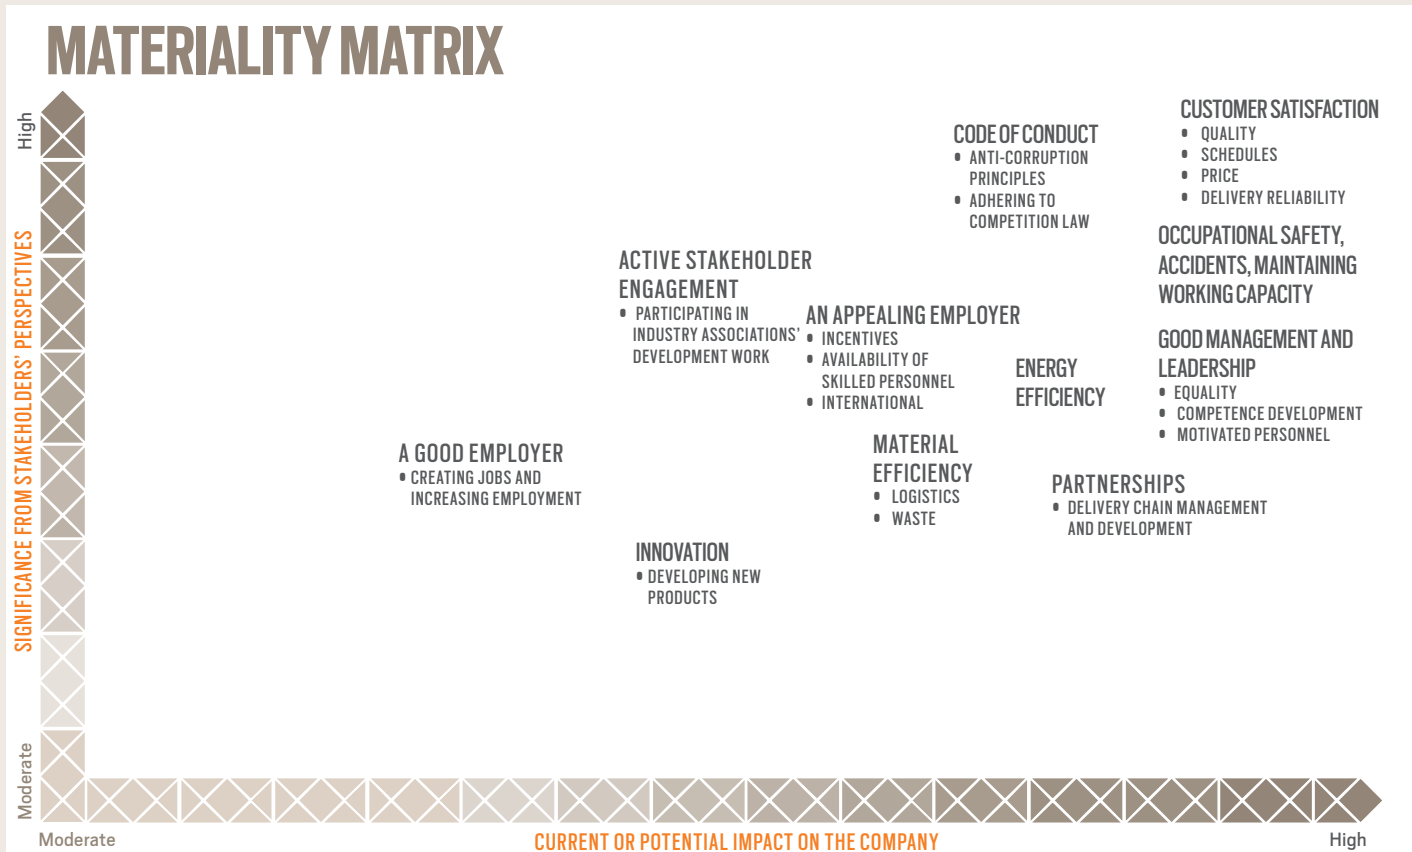 MATERIALITY MATRIX
High
SIGNIFICANCE FROM STAKEHOLDERS' PERSPECTIVES
Moderate
CUSTOMER SATISFACTION
• QUALITY
• SCHEDULES
• PRICE
• DELIVERY RELIABILITY
CODE OF CONDUCT
• ANTI-CORRUPTION
PRINCIPLES
• ADHERING TO
COMPETITION LAW
OCCUPATIONAL SAFETY,
ACCIDENTS, MAINTAINING
WORKING CAPACITY
ACTIVE STAKEHOLDER
ENGAGEMENT
• PARTICIPATING IN
INDUSTRY ASSOCIATIONS'
DEVELOPMENT WORK
AN APPEALING EMPLOYER
• INCENTIVES
• AVAILABILITY OF
SKILLED PERSONNEL
• INTERNATIONAL
ENERGY
EFFICIENCY
GOOD MANAGEMENT AND
LEADERSHIP
• EQUALITY
• COMPETENCE DEVELOPMENT
• MOTIVATED PERSONNEL
A GOOD EMPLOYER
• CREATING JOBS AND
INCREASING EMPLOYMENT
MATERIAL
EFFICIENCY
• LOGISTICS
• WASTE
PARTNERSHIPS
• DELIVERY CHAIN MANAGEMENT
AND DEVELOPMENT
INNOVATION
• DEVELOPING NEW
PRODUCTS
Moderate
CURRENT OR POTENTIAL IMPACT ON THE COMPANY
High